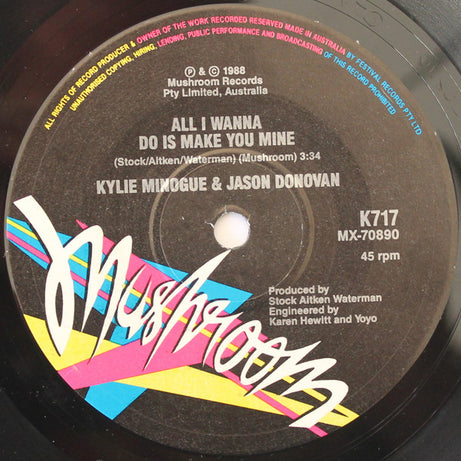 ALL RIGHTS OF RECORD PRODUCER & OWNER OF THE WORK RECORDED RESERVED MADE IN AUSTRALIA BY FESTIVAL RECORDS PTY LTD
UNAUTHORISED COPYING, HIRING, LENDING, PUBLIC PERFORMANCE AND BROADCASTING OF THIS RECORD PROHIBITED
℗ & © 1988
Mushroom Records
Pty Limited, Australia
ALL I WANNA
DO IS MAKE YOU MINE
(Stock/Aitken/Waterman) (Mushroom) 3:34
KYLIE MINOGUE & JASON DONOVAN
K717
MX-70890
45 rpm
Produced by
Stock Aitken Waterman
Engineered by
Karen Hewitt and Yoyo
Mushroom